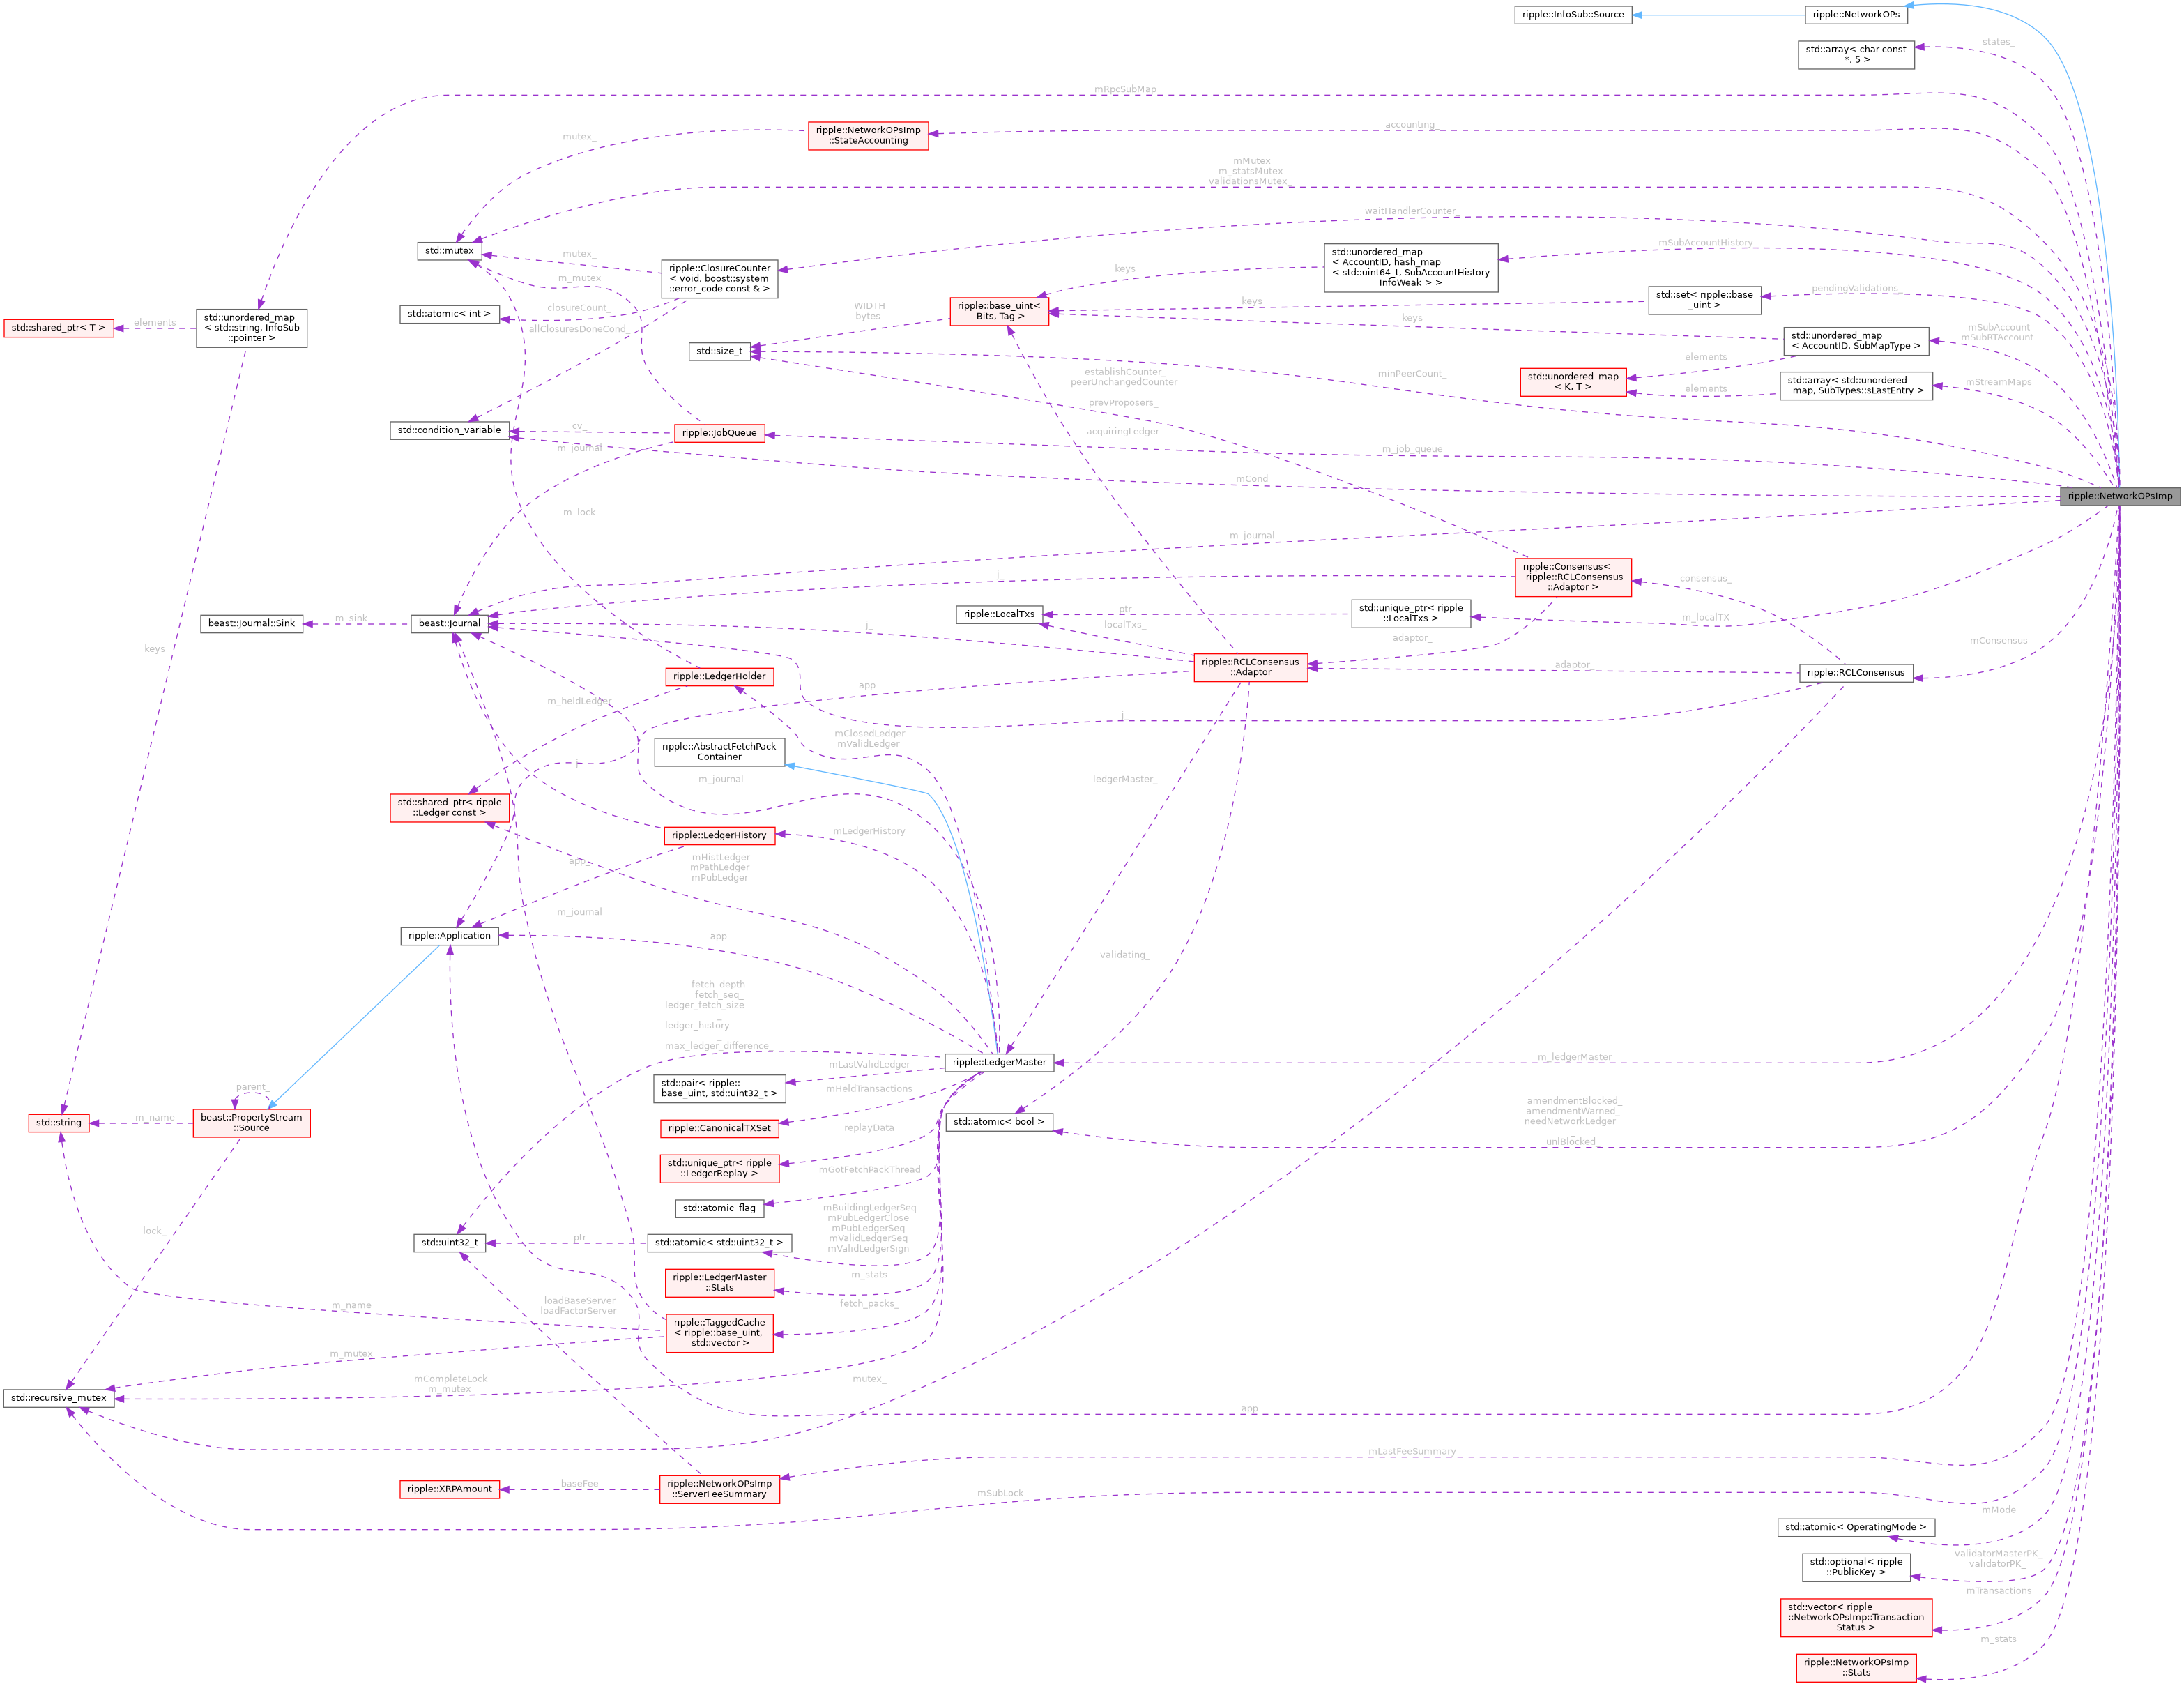 ripple::InfoSub::Source
ripple::NetworkOPs
states_
std::array< char const
*, 5 >
mRpcSubMap
accounting_
mutex_
ripple::NetworkOPsImp
::StateAccounting
mMutex
m_statsMutex
validationsMutex_
waitHandlerCounter_
std::mutex
mutex_
ripple::ClosureCounter
< void, boost::system
::error_code const & >
m_mutex
keys
std::unordered_map
< AccountID, hash_map
< std::uint64_t, SubAccountHistory
InfoWeak > >
mSubAccountHistory
pendingValidations_
std::set< ripple::base
_uint >
keys
ripple::base_uint<
Bits, Tag >
WIDTH
bytes
closureCount_
std::atomic< int >
std::unordered_map
< std::string, InfoSub
::pointer >
elements
std::shared_ptr< T >
allClosuresDoneCond_
keys
std::unordered_map
< AccountID, SubMapType >
mSubAccount
mSubRTAccount
std::size_t
elements
establishCounter_
peerUnchangedCounter
_
prevProposers_
minPeerCount_
std::unordered_map
< K, T >
elements
std::array< std::unordered
_map, SubTypes::sLastEntry >
mStreamMaps
std::condition_variable
cv_
ripple::JobQueue
acquiringLedger_
m_job_queue
m_journal
mCond
ripple::NetworkOPsImp
m_lock
m_journal
j_
ripple::Consensus<
ripple::RCLConsensus
::Adaptor >
consensus_
beast::Journal::Sink
m_sink
beast::Journal
j_
ripple::LocalTxs
ptr
localTxs_
std::unique_ptr< ripple
::LocalTxs >
m_localTX
adaptor_
mConsensus
keys
ripple::LedgerHolder
app_
ripple::RCLConsensus
::Adaptor
adaptor_
ripple::RCLConsensus
m_heldLedger
j_
mClosedLedger
mValidLedger
ripple::AbstractFetchPack
Container
j_
m_journal
ledgerMaster_
std::shared_ptr< ripple
::Ledger const >
ripple::LedgerHistory
mLedgerHistory
app_
mHistLedger
mPathLedger
mPubLedger
m_journal
ripple::Application
app_
validating_
fetch_depth_
fetch_seq_
ledger_fetch_size
_
ledger_history
_
max_ledger_difference_
ripple::LedgerMaster
m_ledgerMaster
mLastValidLedger
std::pair< ripple::
base_uint, std::uint32_t >
mHeldTransactions
parent_
beast::PropertyStream
::Source
m_name
std::string
ripple::CanonicalTXSet
replayData
std::atomic< bool >
amendmentBlocked_
amendmentWarned_
needNetworkLedger
_
unlBlocked_
std::unique_ptr< ripple
::LedgerReplay >
mGotFetchPackThread
std::atomic_flag
lock_
mBuildingLedgerSeq
mPubLedgerClose
mPubLedgerSeq
mValidLedgerSeq
mValidLedgerSign
std::uint32_t
ptr
std::atomic< std::uint32_t >
ripple::LedgerMaster
::Stats
m_stats
fetch_packs_
loadBaseServer
loadFactorServer
m_name
ripple::TaggedCache
< ripple::base_uint,
std::vector >
m_mutex
std::recursive_mutex
mCompleteLock
m_mutex
mutex_
app_
mLastFeeSummary
ripple::XRPAmount
baseFee
ripple::NetworkOPsImp
::ServerFeeSummary
mSubLock
mMode
std::atomic< OperatingMode >
std::optional< ripple
::PublicKey >
validatorMasterPK_
validatorPK_
mTransactions
std::vector< ripple
::NetworkOPsImp::Transaction
Status >
m_stats
ripple::NetworkOPsImp
::Stats